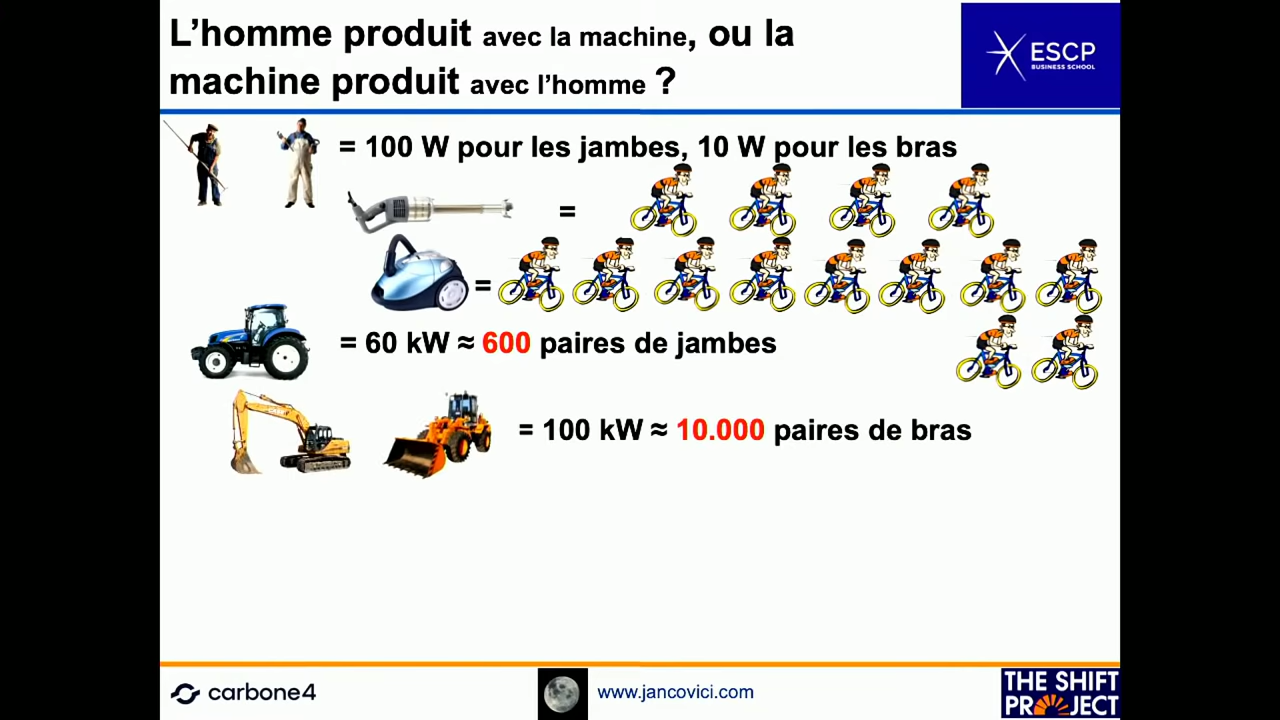 L’homme produit avec la machine, ou la
machine produit avec l’homme ?
ESCP
BUSINESS SCHOOL
= 100 W pour les jambes, 10 W pour les bras
=
=
= 60 kW ≈ 600 paires de jambes
= 100 kW ≈ 10.000 paires de bras
carbone4
www.jancovici.com
THE SHIFT
PROJECT